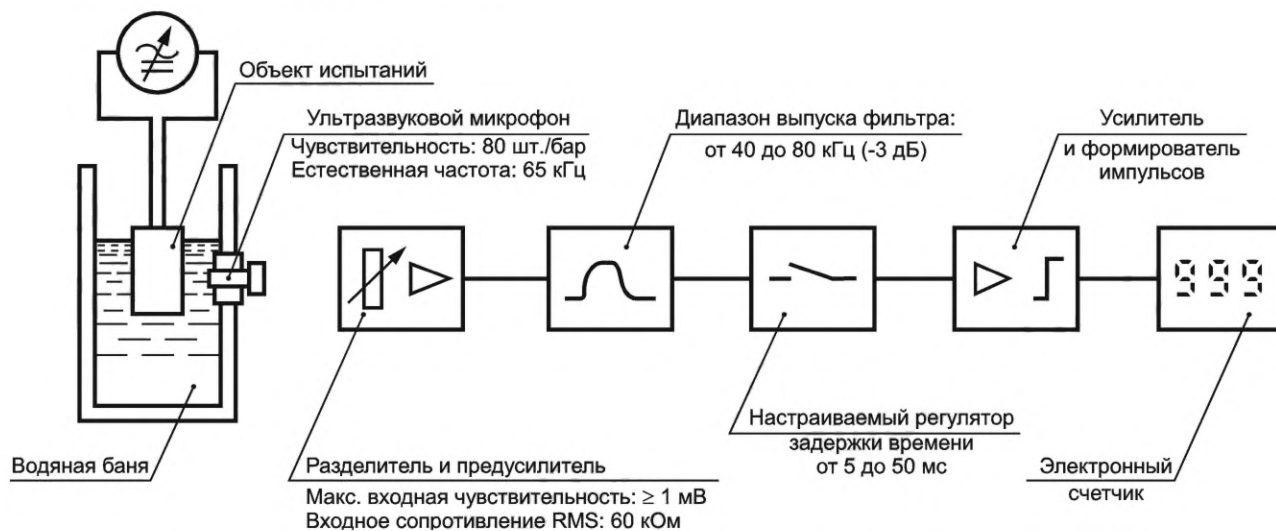 Объект испытаний
Ультразвуковой микрофон
Чувствительность: 80 шт./бар
Естественная частота: 65 кГц
Диапазон выпуска фильтра:
от 40 до 80 кГц (-3 дБ)
Усилитель
и формирователь
импульсов
999
Водяная баня
Разделитель и предусилитель
Макс. входная чувствительность: ≥ 1 мВ
Входное сопротивление RMS: 60 кОм
Настраиваемый регулятор
задержки времени
от 5 до 50 мс
Электронный
счетчик